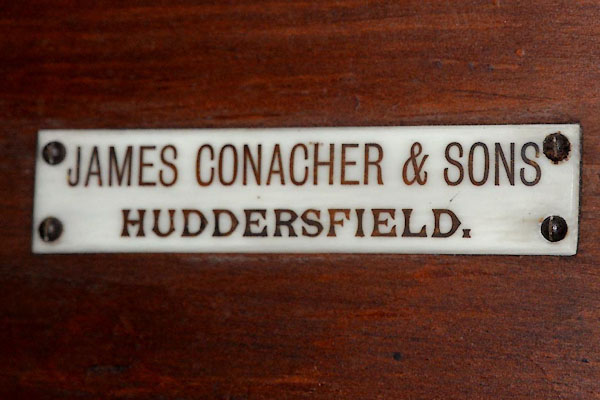 JAMES CONACHER & SONS
HUDDERSFIELD.